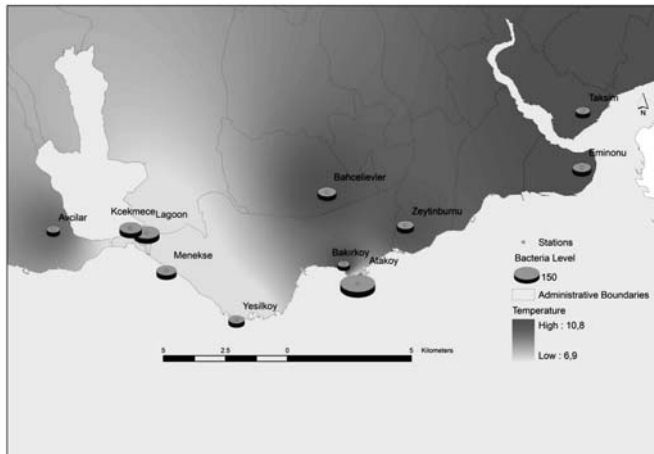 Taksim
N
Eminonu
Bahcelievler
Avcilar
Kcekmece
Lagoon
Zeytinburnu
Menekse
Bakırkoy
Atakoy
Yesilkoy
Stations
Bacteria Level
150
Administrative Boundaries
Temperature
High : 10,8
Low : 6,9
5 2.5 0 5 Kilometers